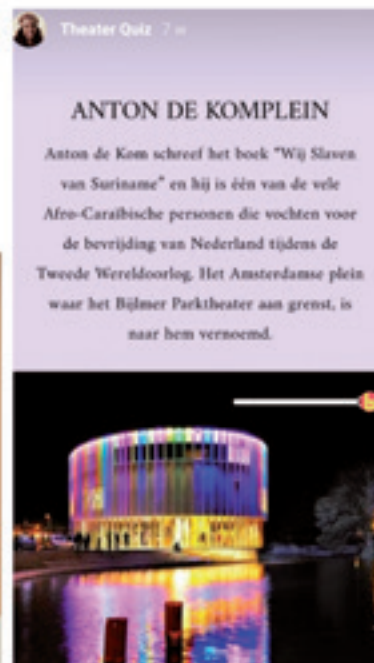 Theater Quiz 7 w
ANTON DE KOMPLEIN
Anton de Kom schreef het boek "Wij Slaven
van Suriname" en hij is één van de vele
Afro-Caraïbische personen die vochten voor
de bevrijding van Nederland tijdens de
Tweede Wereldoorlog. Het Amsterdamse plein
waar het Bijlmer Parktheater aan grenst, is
naar hem vernoemd.